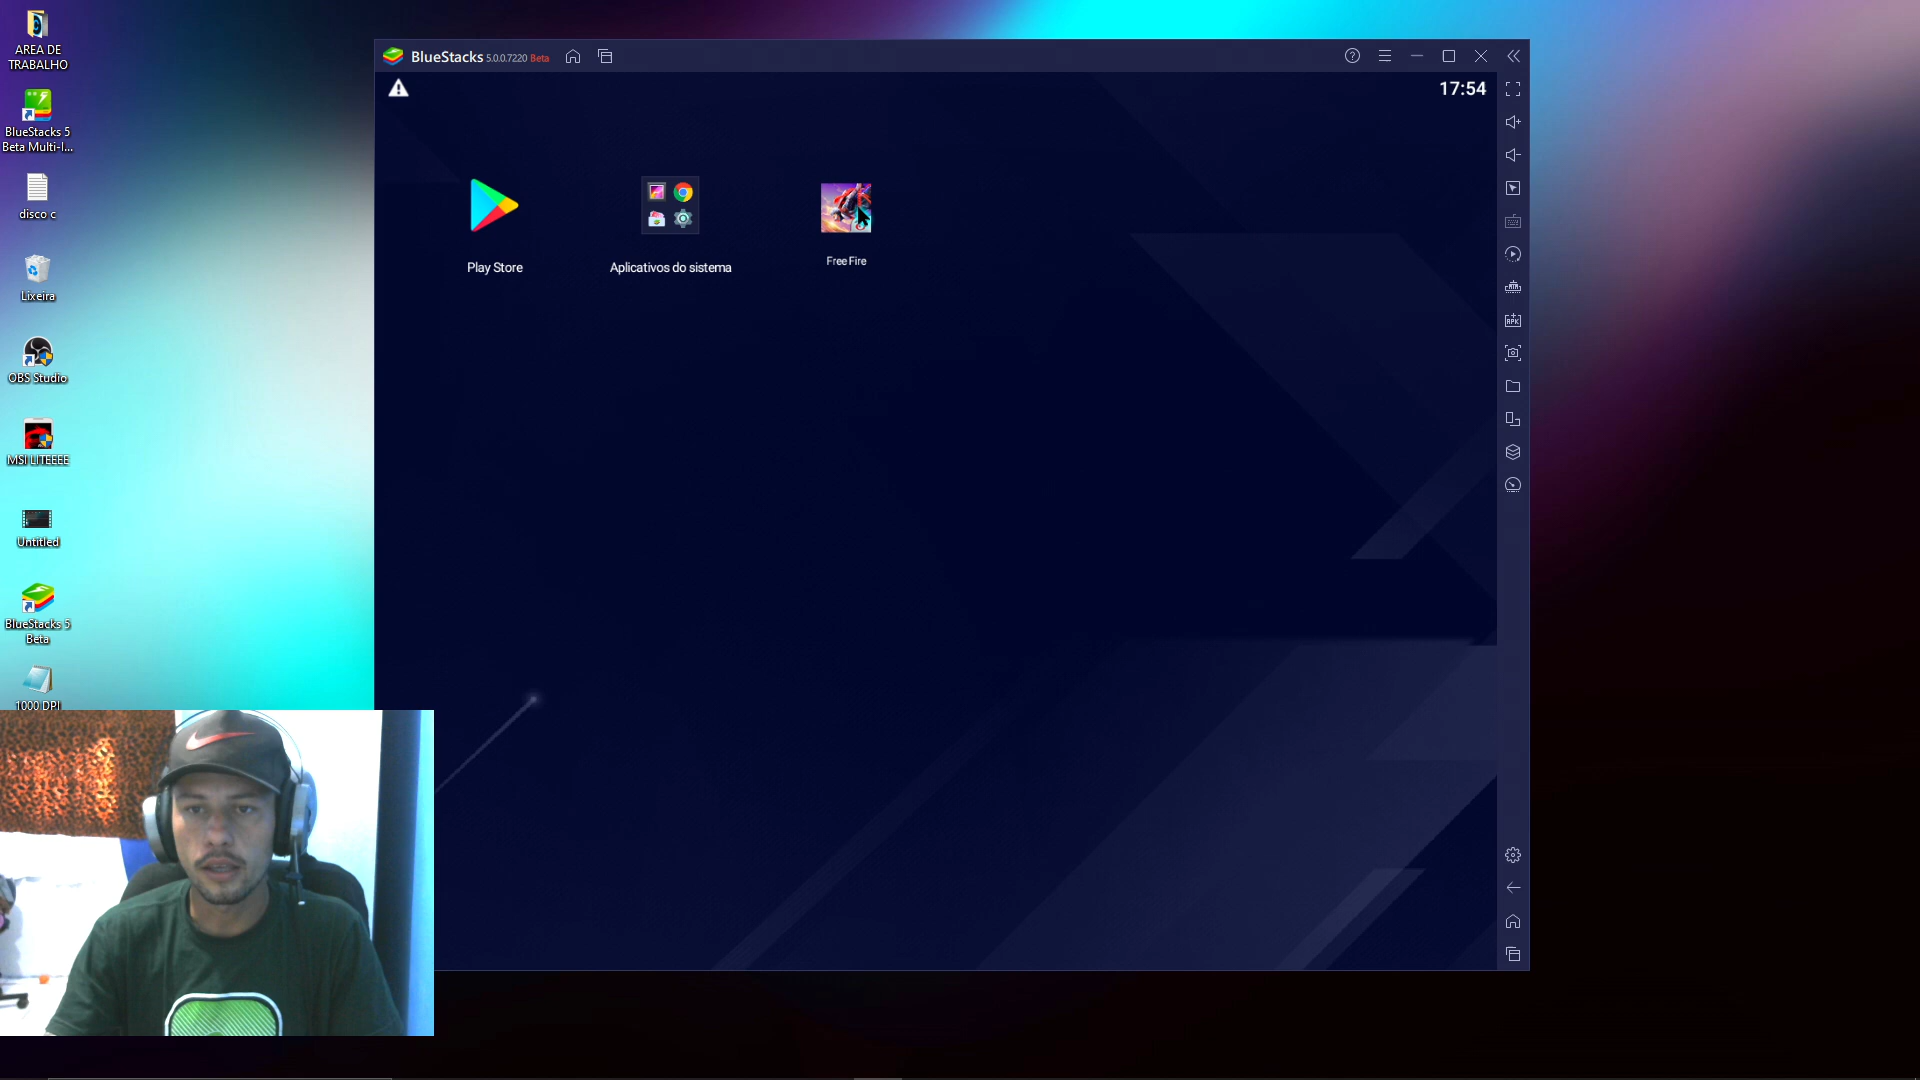 AREA DE
TRABALHO
BlueStacks 5
Beta Multi-I...
disco c
Lixeira
OBS Studio
MSI LITEEEE
Untitled
BlueStacks 5
Beta
1000 DPI
BlueStacks 5.0.0.7220 Beta
17:54
Play Store
Aplicativos do sistema
Free Fire
APK